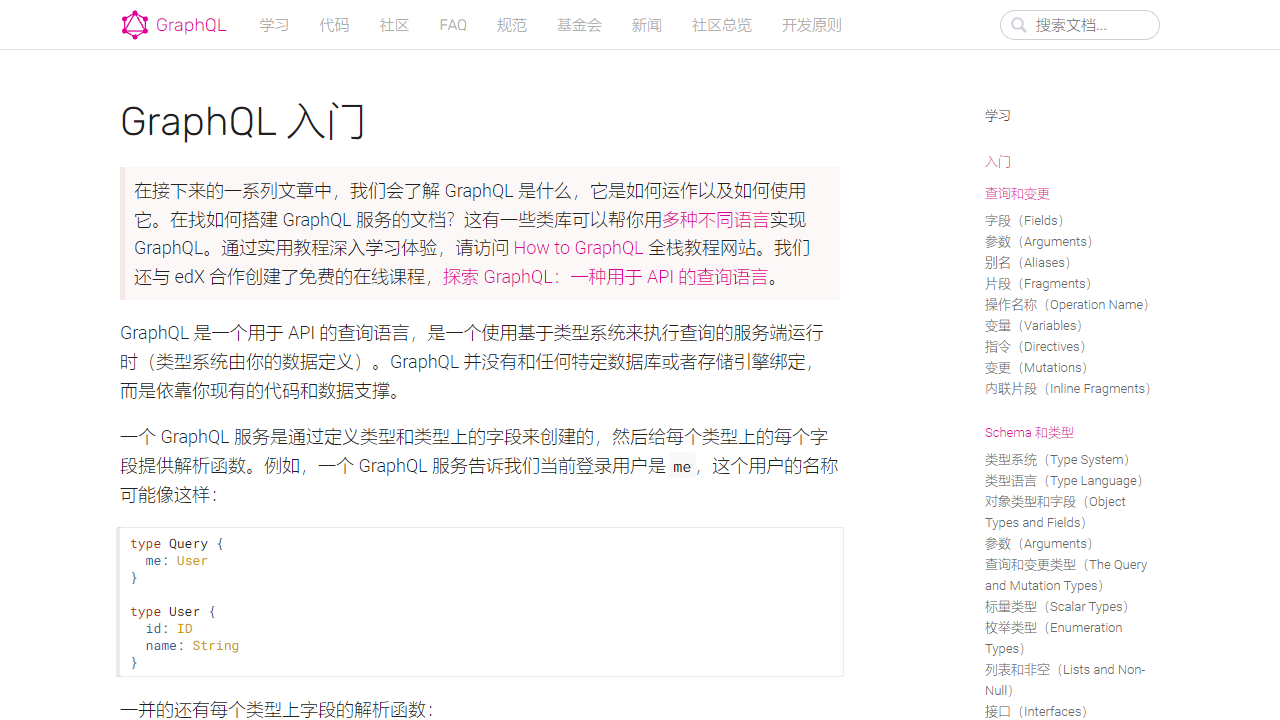 GraphQL 学习 代码 社区 FAQ 规范 基金会 新闻 社区总览 开发原则 搜索文档...
GraphQL 入门
在接下来的一系列文章中，我们会了解 GraphQL 是什么，它是如何运作以及如何使用
它。在找如何搭建 GraphQL 服务的文档？这有一些类库可以帮你用多种不同语言实现
GraphQL。通过实用教程深入学习体验，请访问 How to GraphQL 全栈教程网站。我们
还与 edX 合作创建了免费的在线课程，探索 GraphQL：一种用于 API 的查询语言。
GraphQL 是一个用于 API 的查询语言，是一个使用基于类型系统来执行查询的服务端运行
时（类型系统由你的数据定义）。GraphQL 并没有和任何特定数据库或者存储引擎绑定，
而是依靠你现有的代码和数据支撑。
一个 GraphQL 服务是通过定义类型和类型上的字段来创建的，然后给每个类型上的每个字
段提供解析函数。例如，一个 GraphQL 服务告诉我们当前登录用户是 me，这个用户的名称
可能像这样：
type Query {
  me: User
}
type User {
  id: ID
  name: String
}
一并的还有每个类型上字段的解析函数：
学习
入门
查询和变更
字段（Fields）
参数（Arguments）
别名（Aliases）
片段（Fragments）
操作名称（Operation Name）
变量（Variables）
指令（Directives）
变更（Mutations）
内联片段（Inline Fragments）
Schema 和类型
类型系统（Type System）
类型语言（Type Language）
对象类型和字段（Object
Types and Fields）
参数（Arguments）
查询和变更类型（The Query
and Mutation Types）
标量类型（Scalar Types）
枚举类型（Enumeration
Types）
列表和非空（Lists and Non-
Null）
接口（Interfaces）